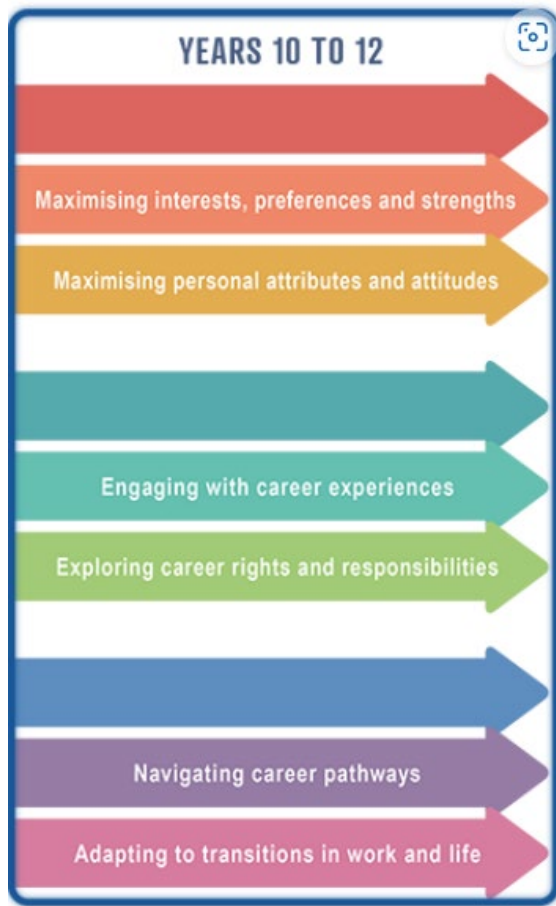 YEARS 10 TO 12
Maximising interests, preferences and strengths
Maximising personal attributes and attitudes
Engaging with career experiences
Exploring career rights and responsibilities
Navigating career pathways
Adapting to transitions in work and life